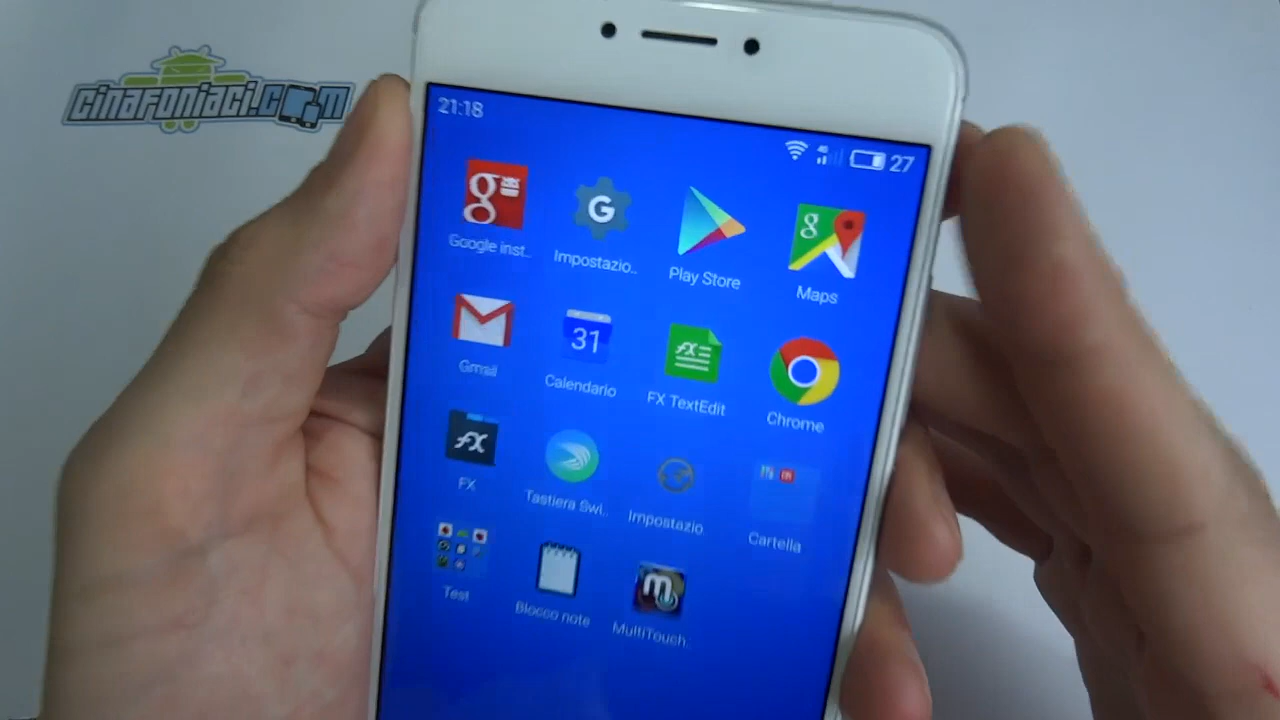 cinafoniaci.com
21:18
4G
27
Google inst..
Impostazio..
Play Store
Maps
Gmail
31
Calendario
FX TextEdit
Chrome
FX
Tastiera Swi..
Impostazio.
Cartella
Test
Blocco note
MultiTouch.